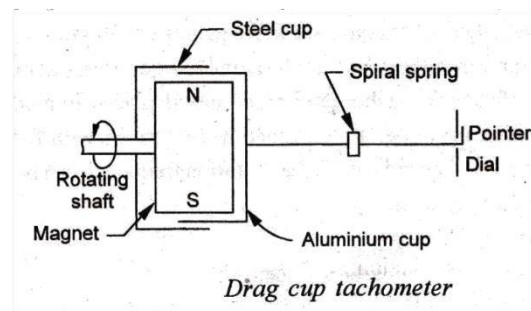 Steel cup
Spiral spring
N
Pointer
Dial
Rotating
shaft
S
Magnet
Aluminium cup
Drag cup tachometer